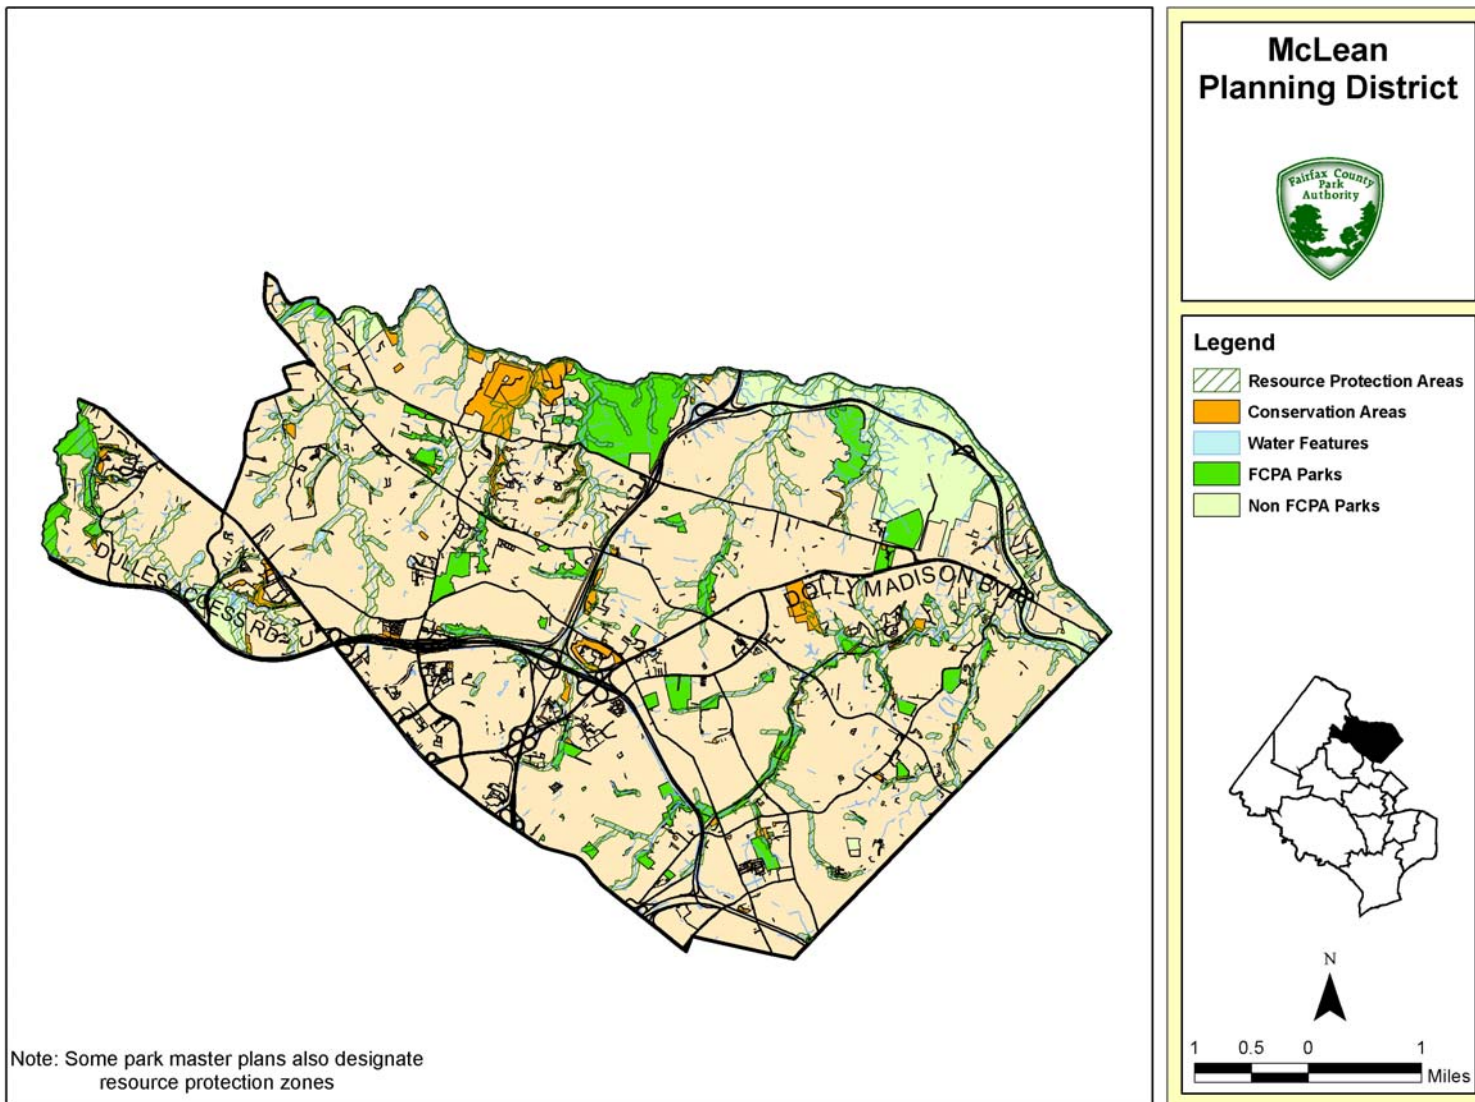 McLean
Planning District
Fairfax County
Park
Authority
Legend
Resource Protection Areas
Conservation Areas
Water Features
FCPA Parks
Non FCPA Parks
DULLES ACCESS RD
DOLLY MADISON BV
N
1 0.5 0 1
Miles
Note: Some park master plans also designate
resource protection zones